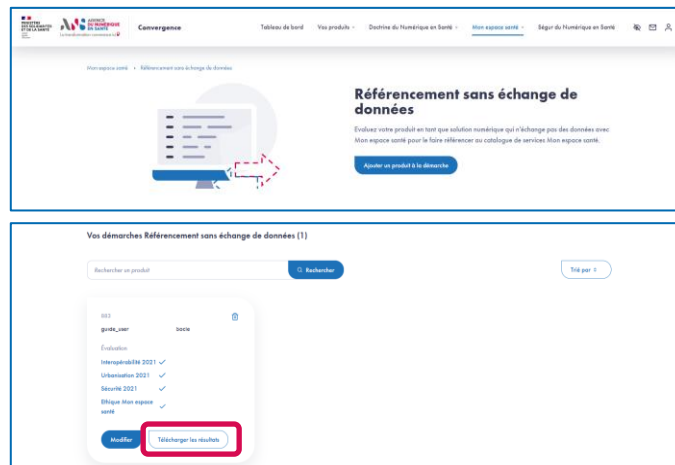 MINISTÈRE
DES SOLIDARITÉS
ET DE LA SANTÉ
AGENCE
DU NUMÉRIQUE
EN SANTÉ
La transformation commence ici
Convergence
Tableau de bord
Vos produits
Doctrine du Numérique en Santé
Mon espace santé
Ségur du Numérique en Santé
Mon espace santé
Référencement sans échange de données
Référencement sans échange de
données
Evaluez votre produit en tant que solution numérique qui n'échange pas des données avec
Mon espace santé pour le faire référencer au catalogue de services Mon espace santé.
Ajouter un produit à la démarche
Vos démarches Référencement sans échange de données (1)
Rechercher un produit
Rechercher
Trié par
guide_user
Évaluation
Interopérabilité 2021
Urbanisation 2021
Sécurité 2021
Ethique Mon espace
santé
Modifier
Télécharger les résultats